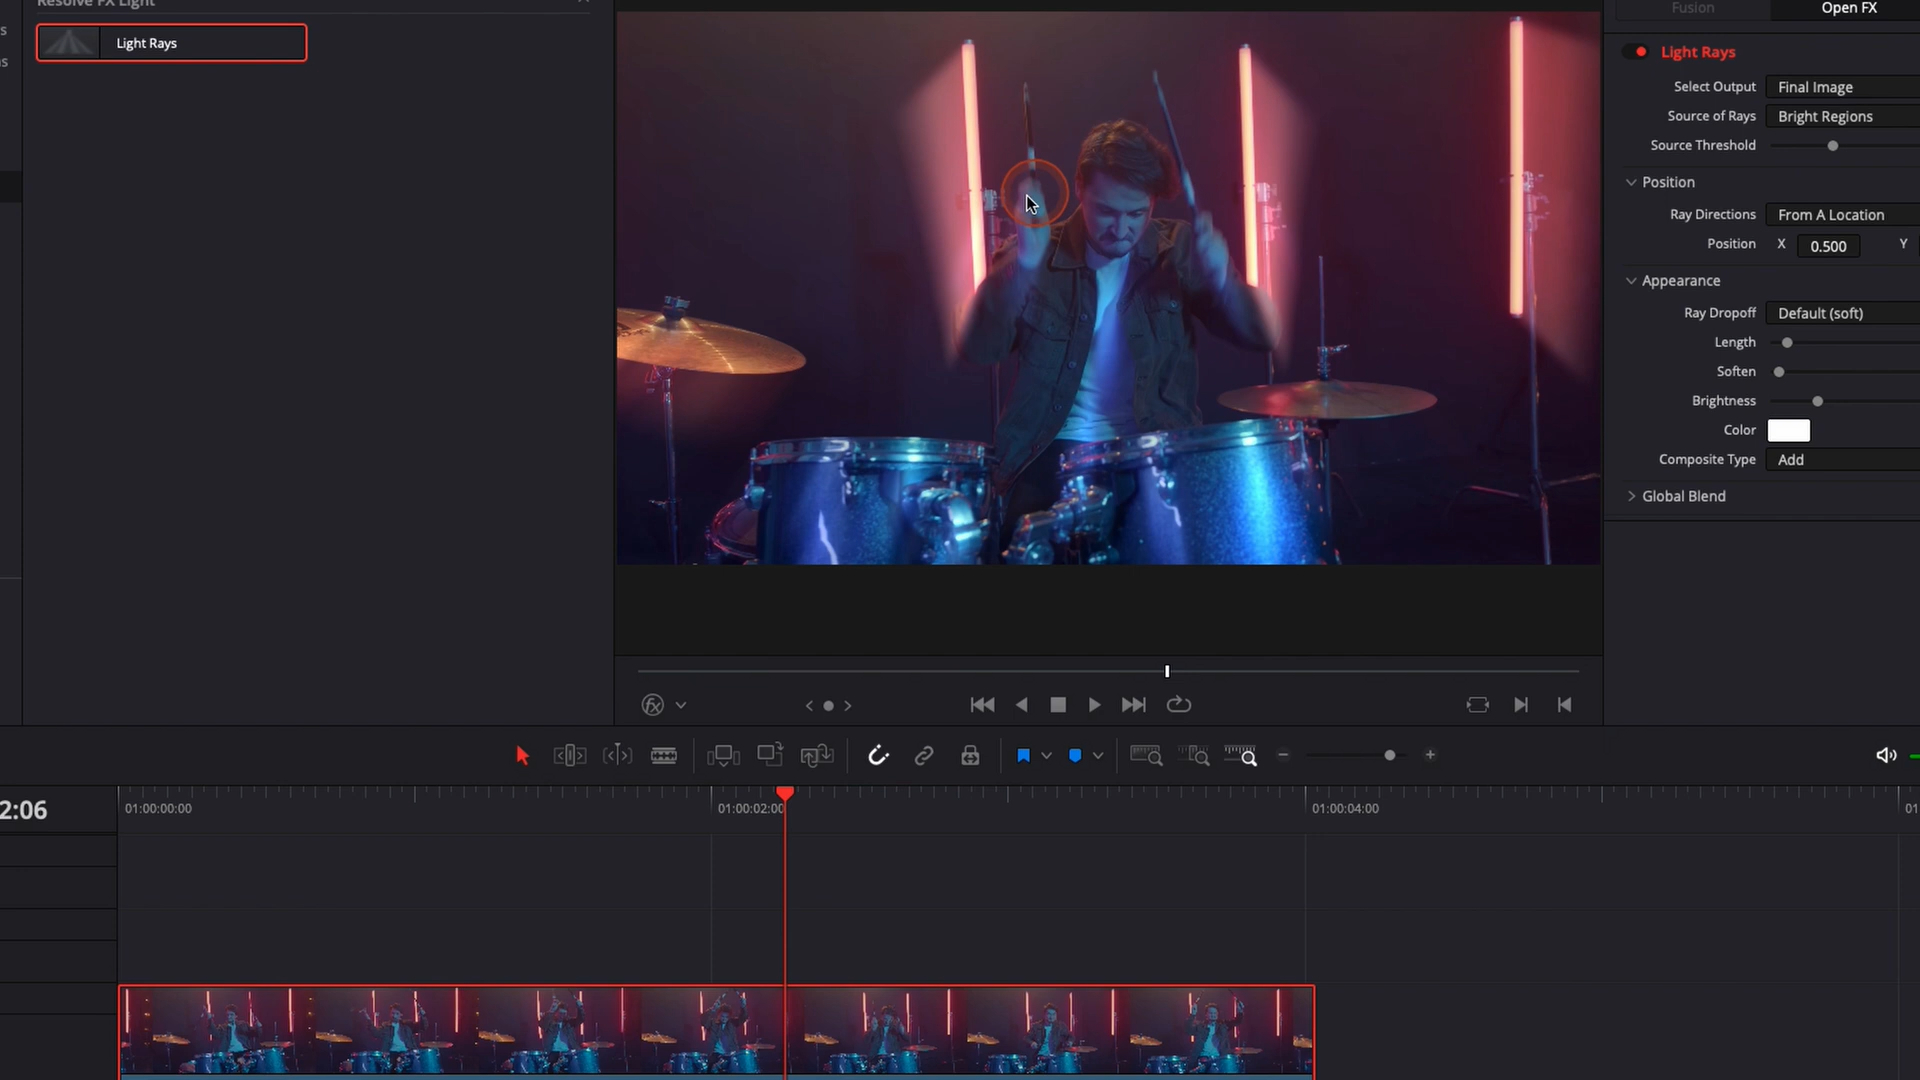 Resolve FX Light
Light Rays
Fusion
Open FX
Light Rays
Select Output
Final Image
Source of Rays
Bright Regions
Source Threshold
Position
Ray Directions
From A Location
Position
X
0.500
Y
Appearance
Ray Dropoff
Default (soft)
Length
Soften
Brightness
Color
Composite Type
Add
Global Blend
fx
2:06
01:00:00:00
01:00:02:00
01:00:04:00
01